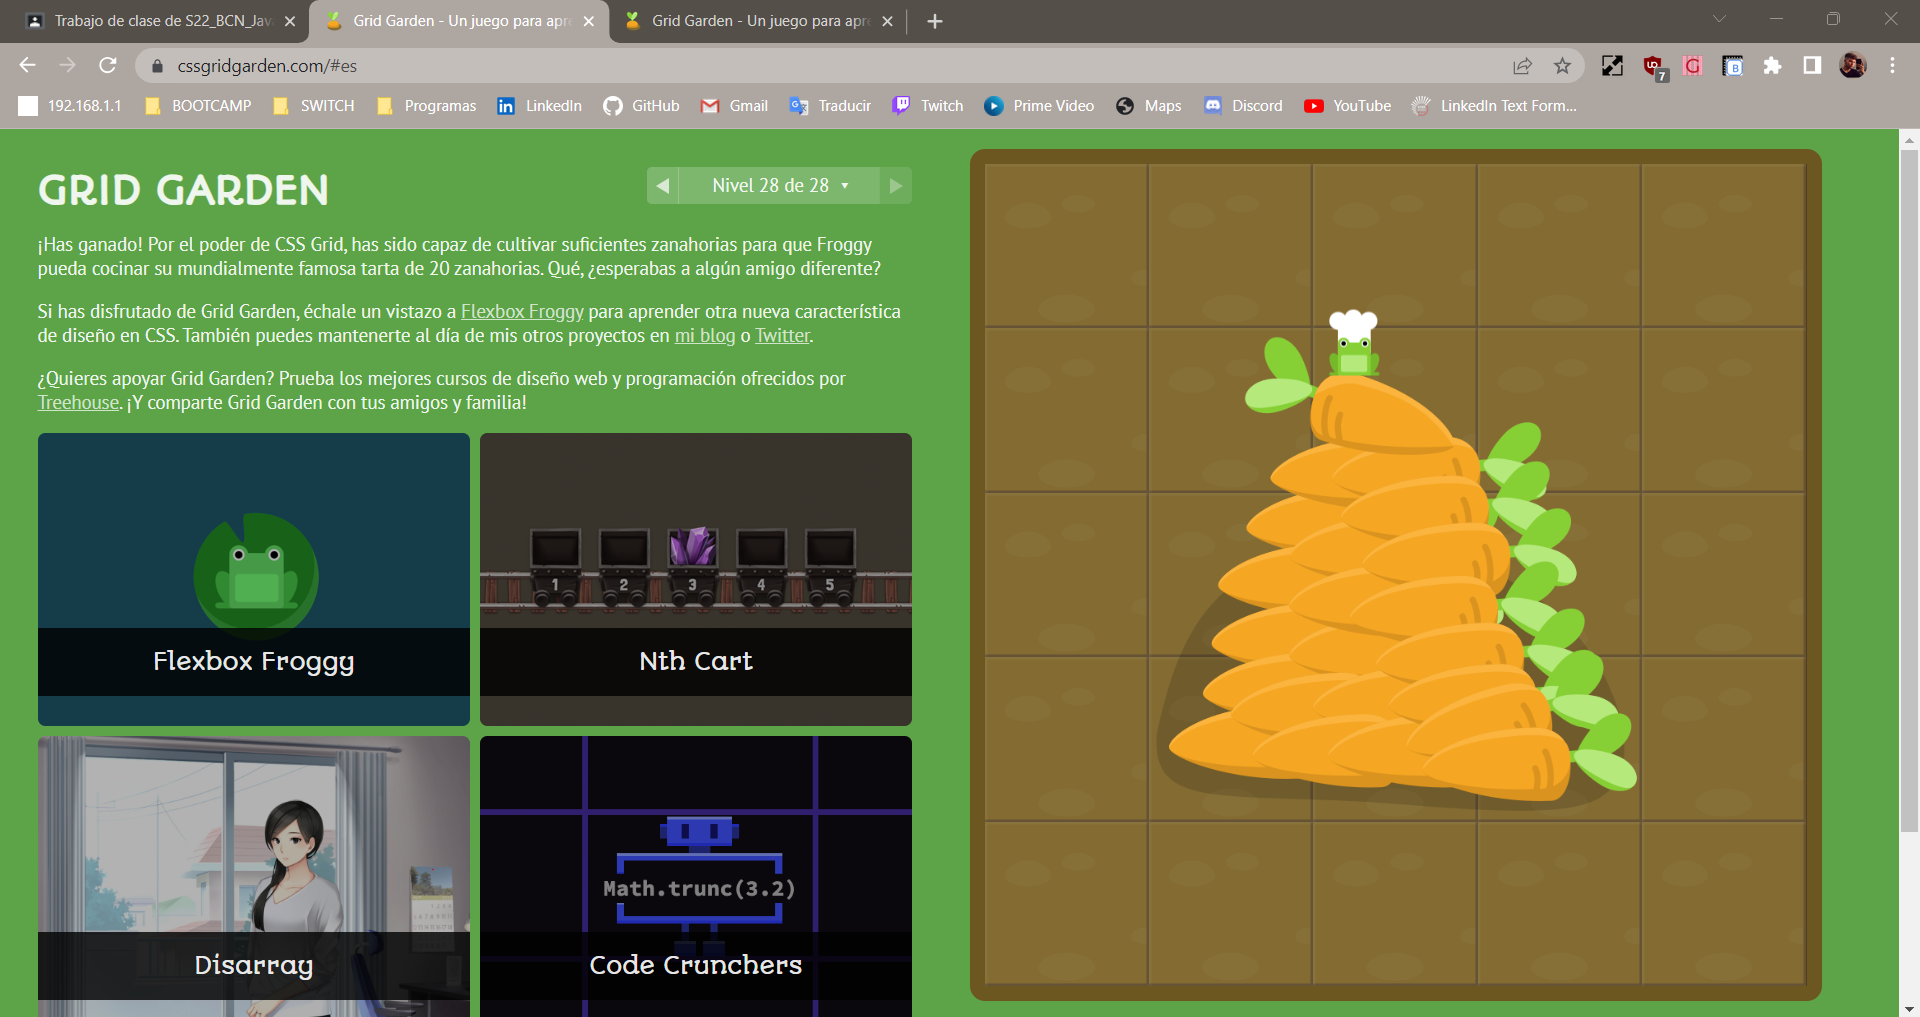 Trabajo de clase de S22_BCN_Jav
Grid Garden - Un juego para apre
Grid Garden - Un juego para apre
cssgridgarden.com/#es
7
192.168.1.1
BOOTCAMP
SWITCH
Programas
LinkedIn
GitHub
Gmail
Traducir
Twitch
Prime Video
Maps
Discord
YouTube
LinkedIn Text Form...
GRID GARDEN
Nivel 28 de 28
¡Has ganado! Por el poder de CSS Grid, has sido capaz de cultivar suficientes zanahorias para que Froggy
pueda cocinar su mundialmente famosa tarta de 20 zanahorias. Qué, ¿esperabas a algún amigo diferente?
Si has disfrutado de Grid Garden, échale un vistazo a Flexbox Froggy para aprender otra nueva característica
de diseño en CSS. También puedes mantenerte al día de mis otros proyectos en mi blog o Twitter.
¿Quieres apoyar Grid Garden? Prueba los mejores cursos de diseño web y programación ofrecidos por
Treehouse. ¡Y comparte Grid Garden con tus amigos y familia!
1 2 3 4 5
Flexbox Froggy
Nth Cart
Math.trunc(3.2)
Disarray
Code Crunchers